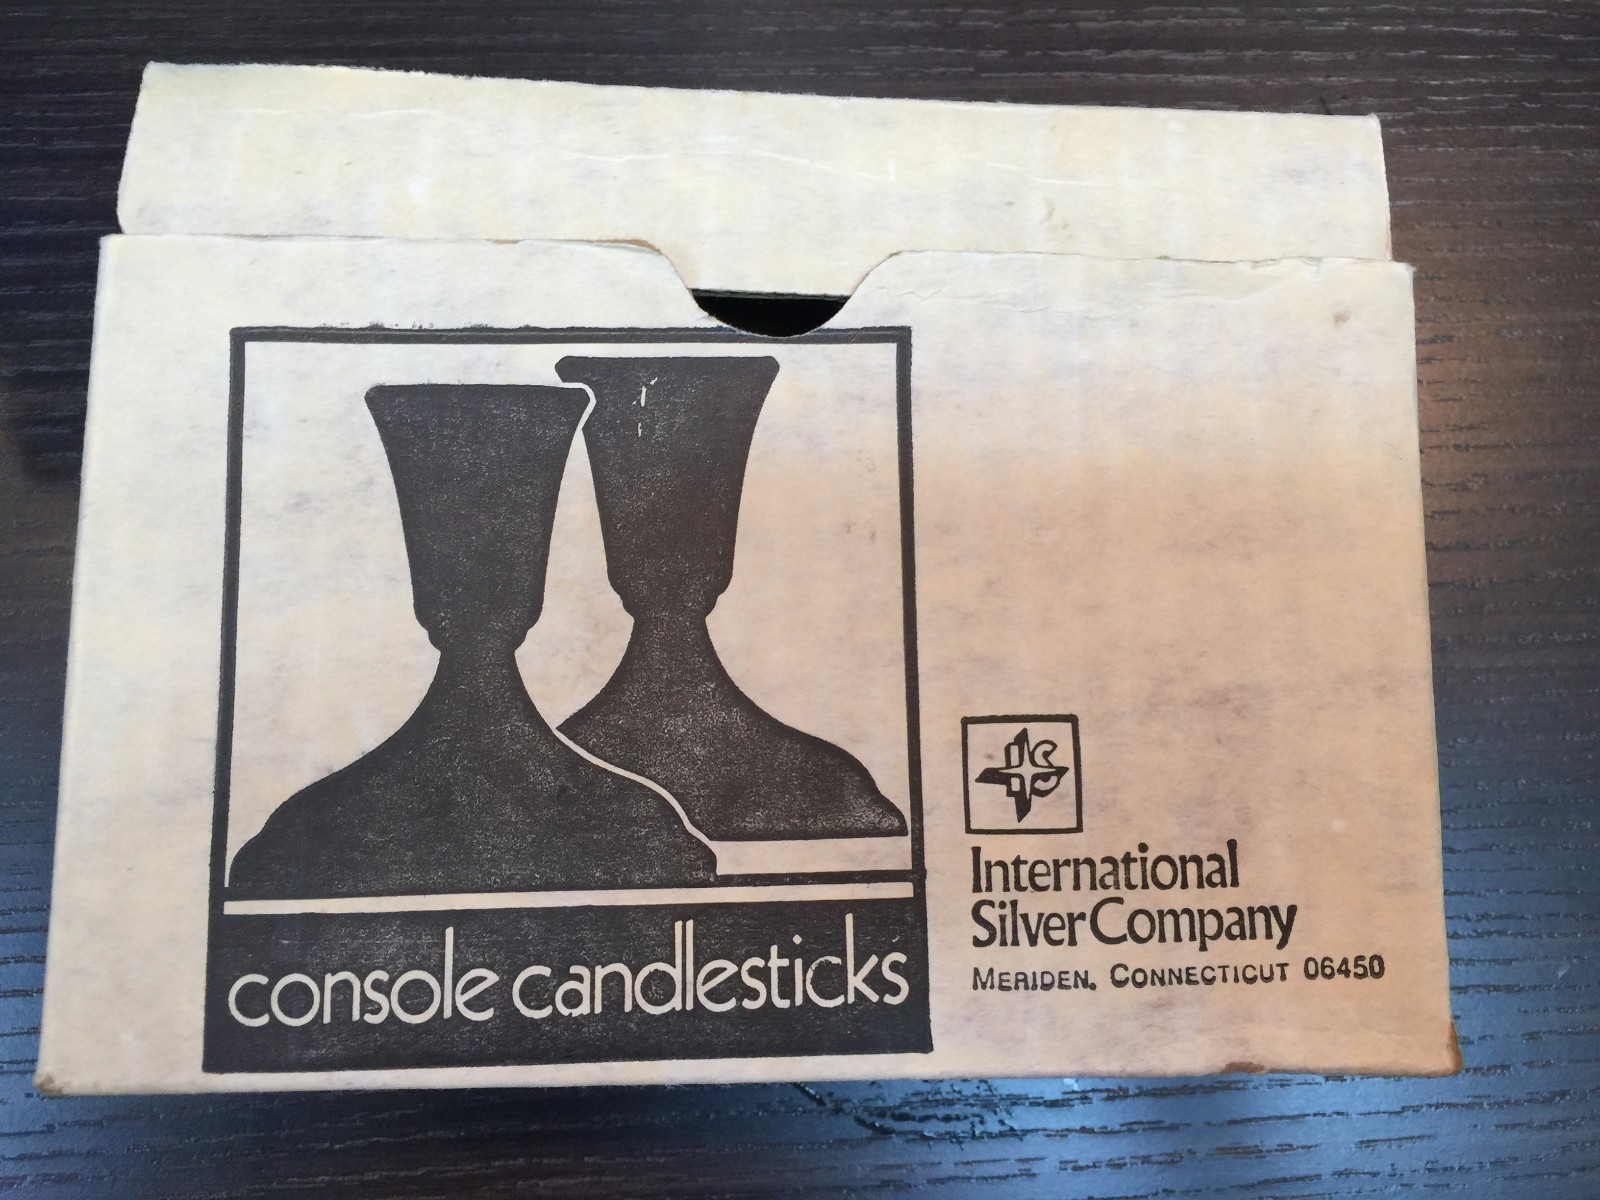 console candlesticks
International
Silver Company
MERIDEN, CONNECTICUT 06450